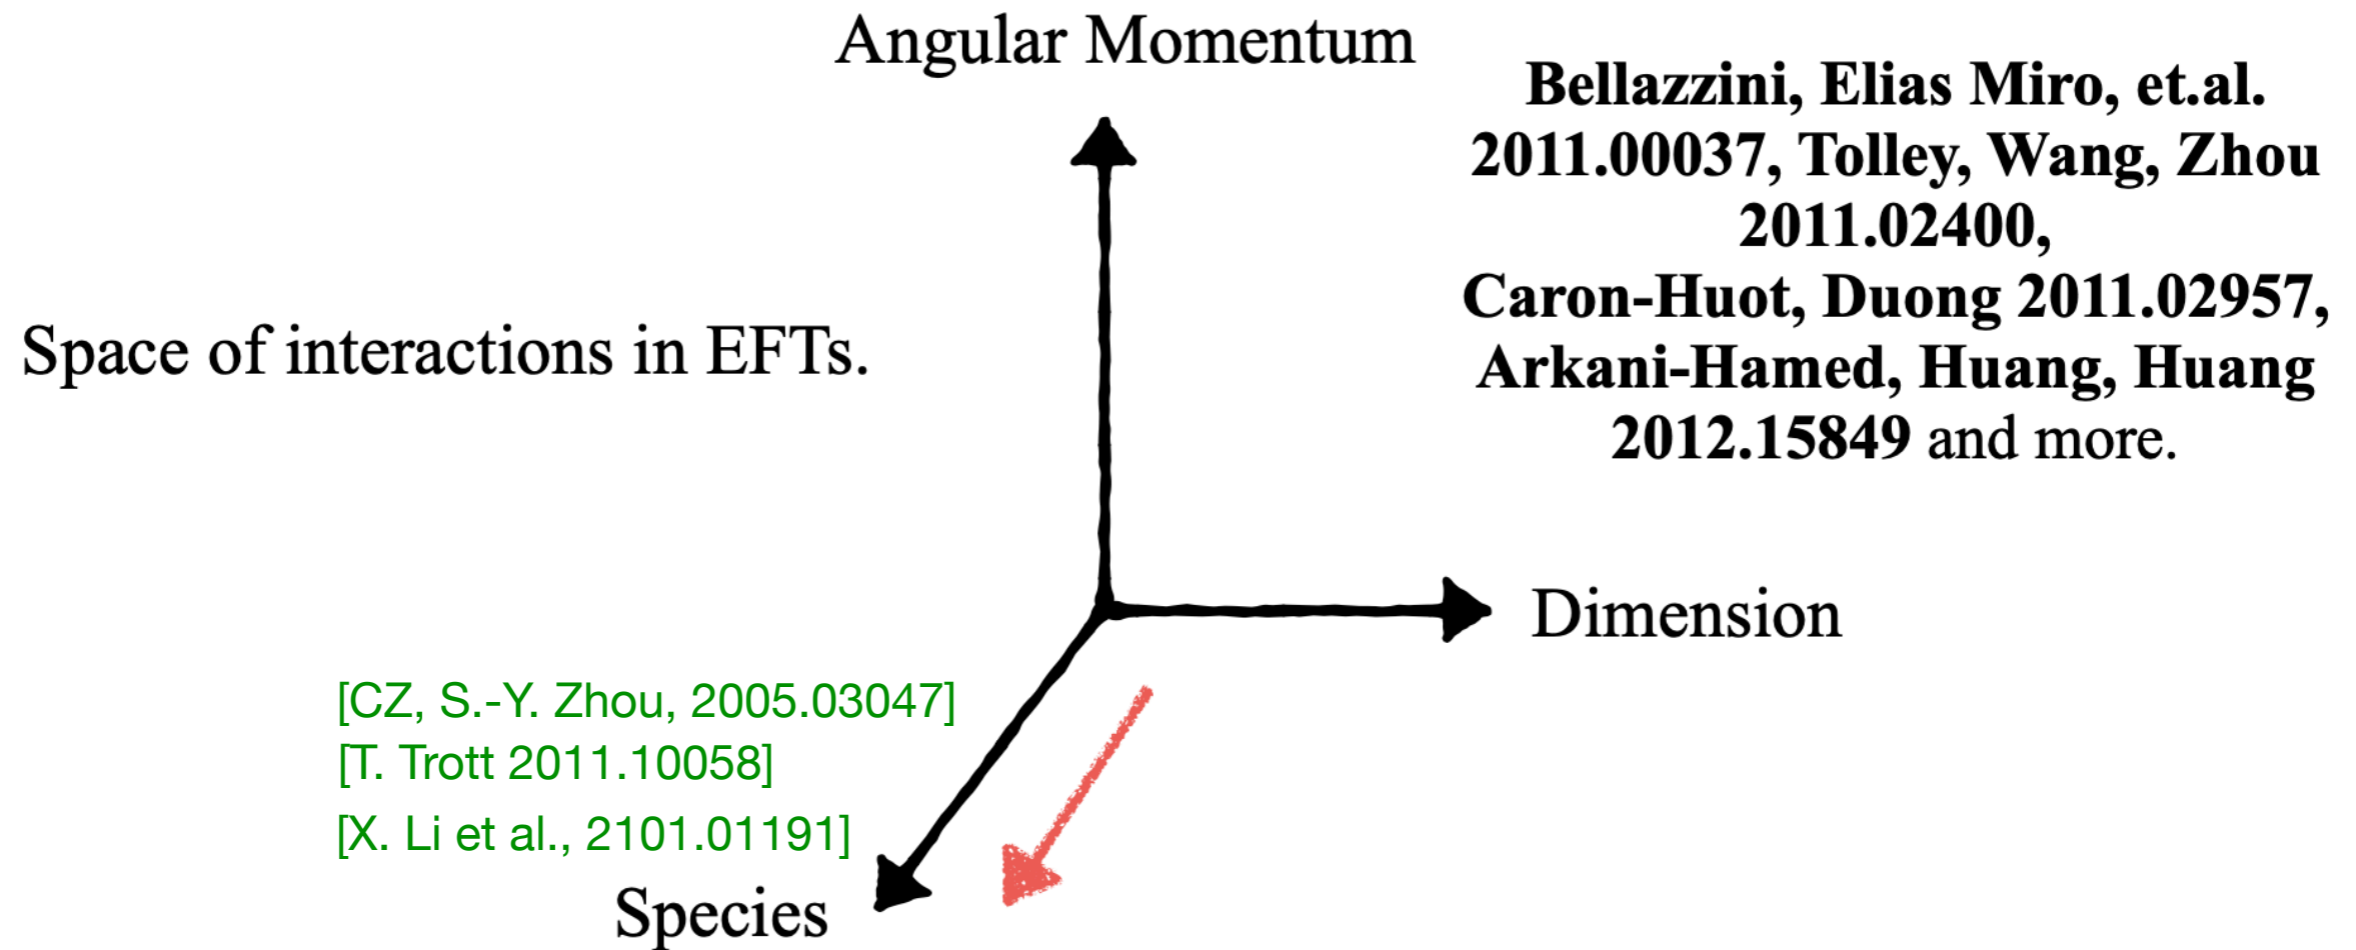 Angular Momentum
Bellazzini, Elias Miro, et.al.
2011.00037, Tolley, Wang, Zhou
2011.02400,
Caron-Huot, Duong 2011.02957,
Arkani-Hamed, Huang, Huang
2012.15849 and more.
Space of interactions in EFTs.
Dimension
[CZ, S.-Y. Zhou, 2005.03047]
[T. Trott 2011.10058]
[X. Li et al., 2101.01191]
Species